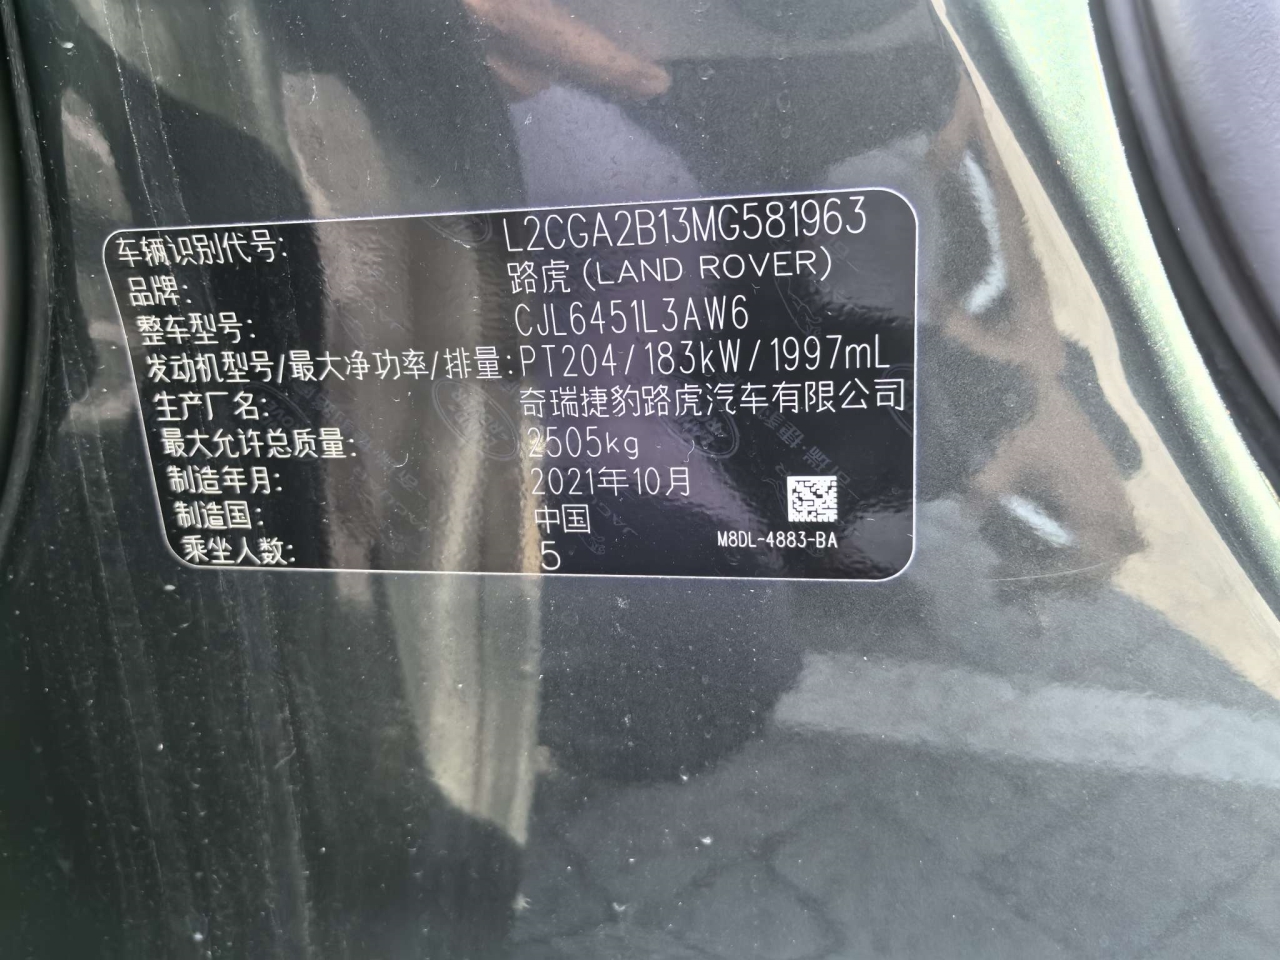 车辆识别代号: L2CGA2B13MG581963
品牌: 路虎(LAND ROVER)
整车型号: CJL6451L3AW6
发动机型号/最大净功率/排量: PT204/183kW/1997mL
生产厂名: 奇瑞捷豹路虎汽车有限公司
最大允许总质量: 2505kg
制造年月: 2021年10月
制造国: 中国
乘坐人数: 5
M8DL-4883-BA